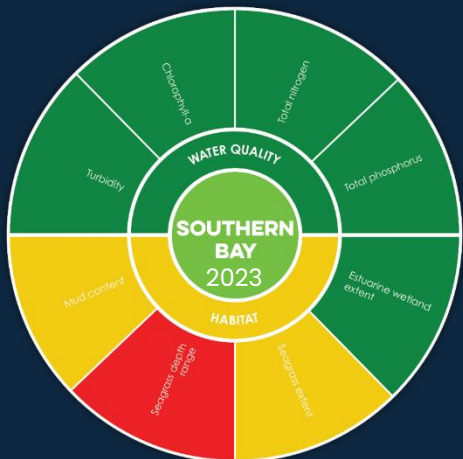 Chlorophyll-a
Total nitrogen
Turbidity
Total phosphorus
WATER QUALITY
SOUTHERN
BAY
2023
HABITAT
Mud content
Estuarine wetland
extent
Seagrass depth
range
Seagrass extent